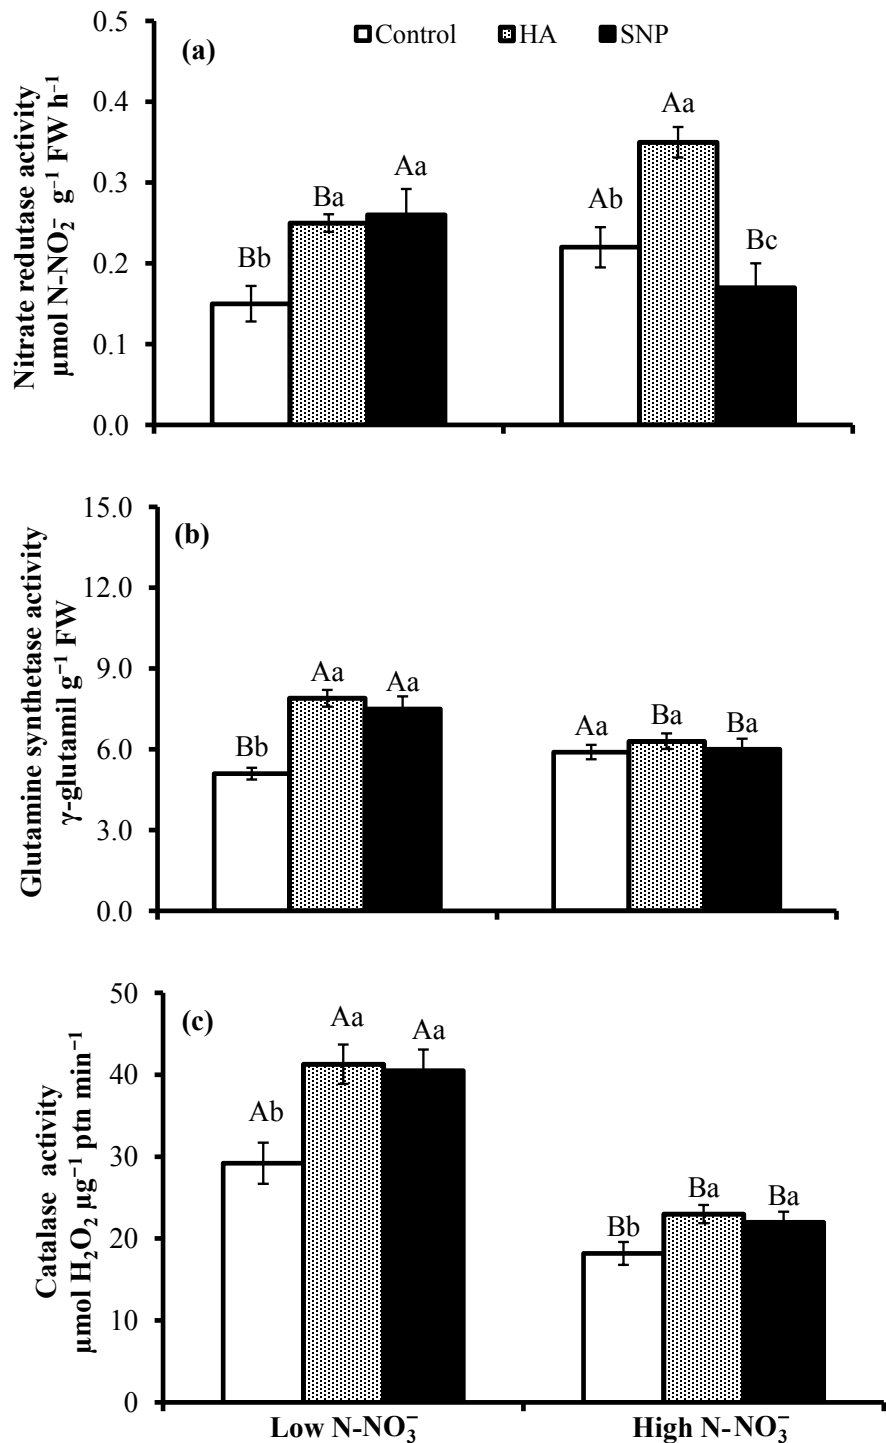 (a)
Control HA SNP
Nitrate redutase activity
µmol N-NO₂⁻ g⁻¹ FW h⁻¹
0.5
0.4
0.3
0.2
0.1
0.0
Bb Ba Aa Ab Aa Bc
(b)
Glutamine synthetase activity
γ-glutamil g⁻¹ FW
15.0
12.0
9.0
6.0
3.0
0.0
Bb Aa Aa Aa Ba Ba
(c)
Catalase activity
µmol H₂O₂ µg⁻¹ ptn min⁻¹
50
40
30
20
10
0
Ab Aa Aa Bb Ba Ba
Low N-NO₃⁻ High N-NO₃⁻